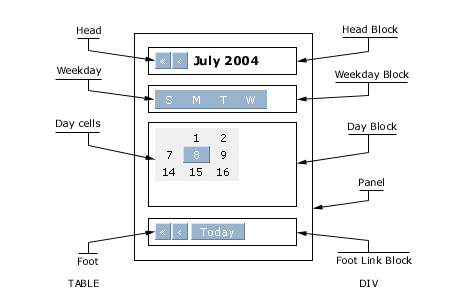 Head
Head Block
« ‹ July 2004
Weekday
Weekday Block
S M T W
Day cells
Day Block
1 2
7 8 9
14 15 16
Panel
« ‹ Today
Foot
Foot Link Block
TABLE
DIV